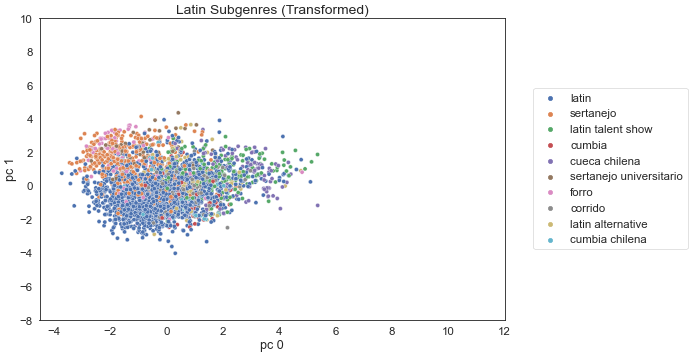 Latin Subgenres (Transformed)
10
8
6
4
2
0
−2
−4
−6
−8
pc 1
−4
−2
0
2
4
6
8
10
12
pc 0
latin
sertanejo
latin talent show
cumbia
cueca chilena
sertanejo universitario
forro
corrido
latin alternative
cumbia chilena